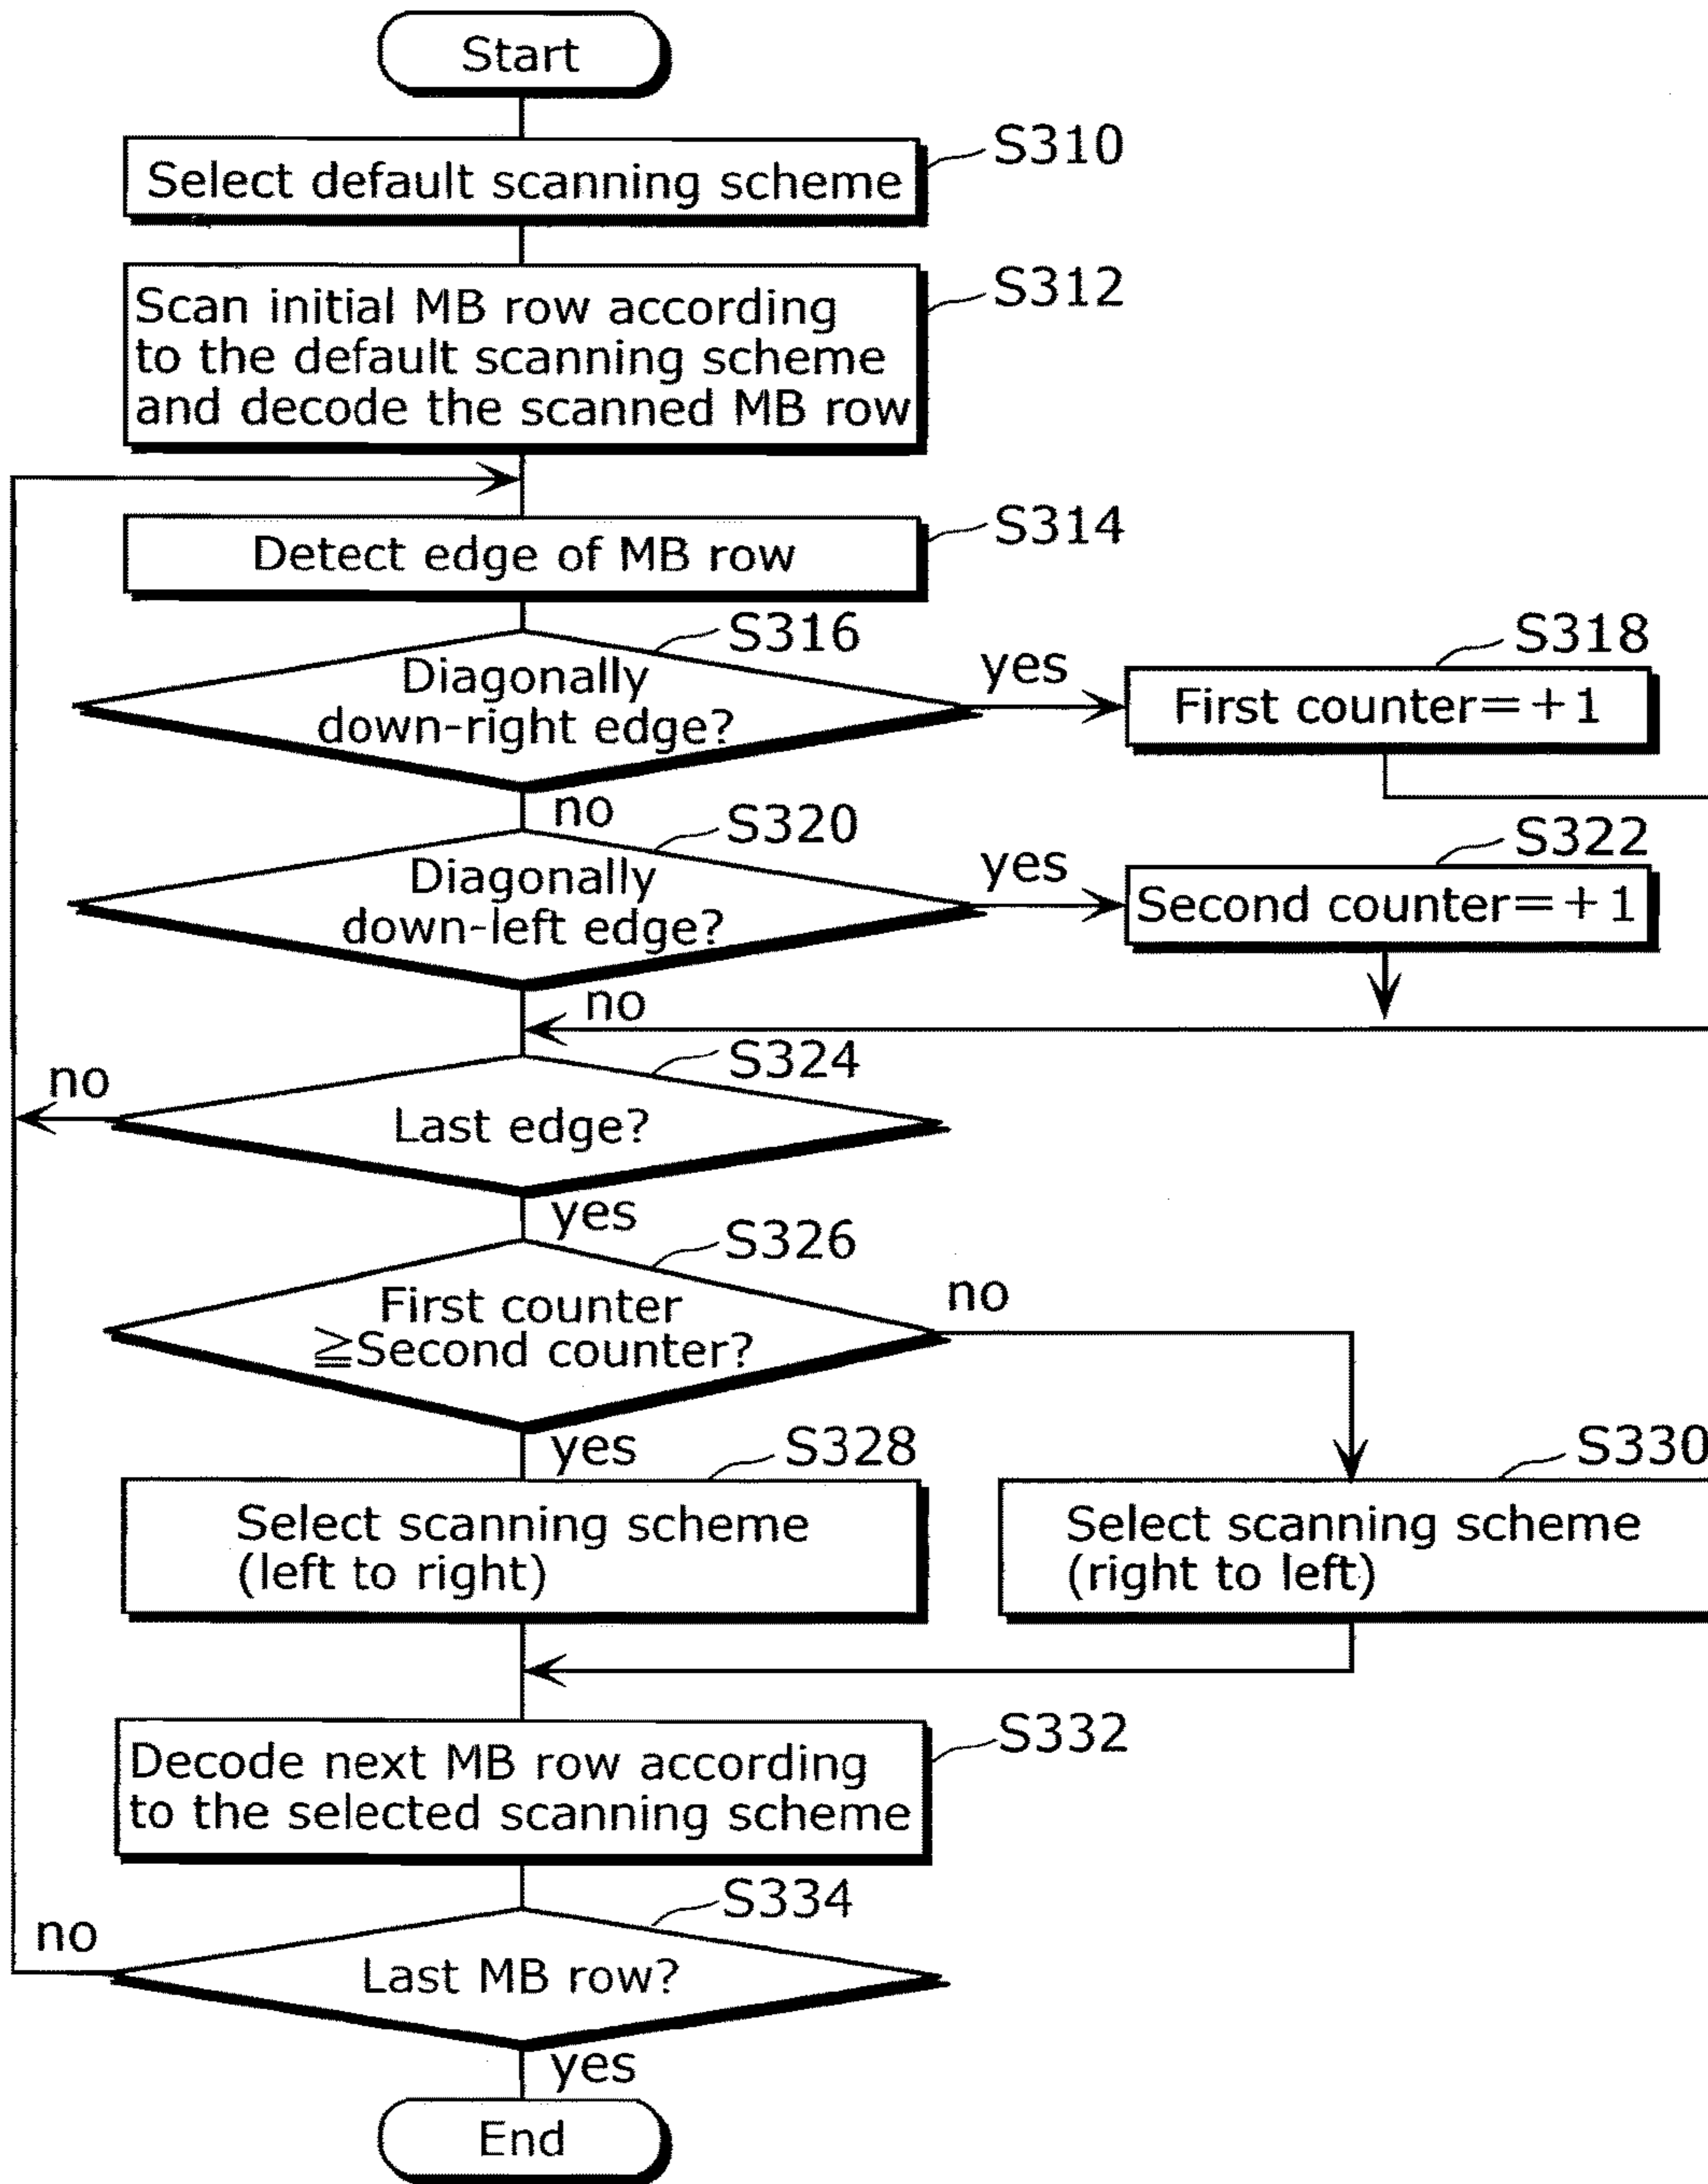 Start
S310
Select default scanning scheme
S312
Scan initial MB row according
to the default scanning scheme
and decode the scanned MB row
S314
Detect edge of MB row
S316
Diagonally
down-right edge?
yes
S318
First counter=+1
no
S320
Diagonally
down-left edge?
yes
S322
Second counter=+1
no
S324
Last edge?
no
yes
S326
First counter
≧Second counter?
no
yes
S328
Select scanning scheme
(left to right)
S330
Select scanning scheme
(right to left)
S332
Decode next MB row according
to the selected scanning scheme
S334
Last MB row?
no
yes
End